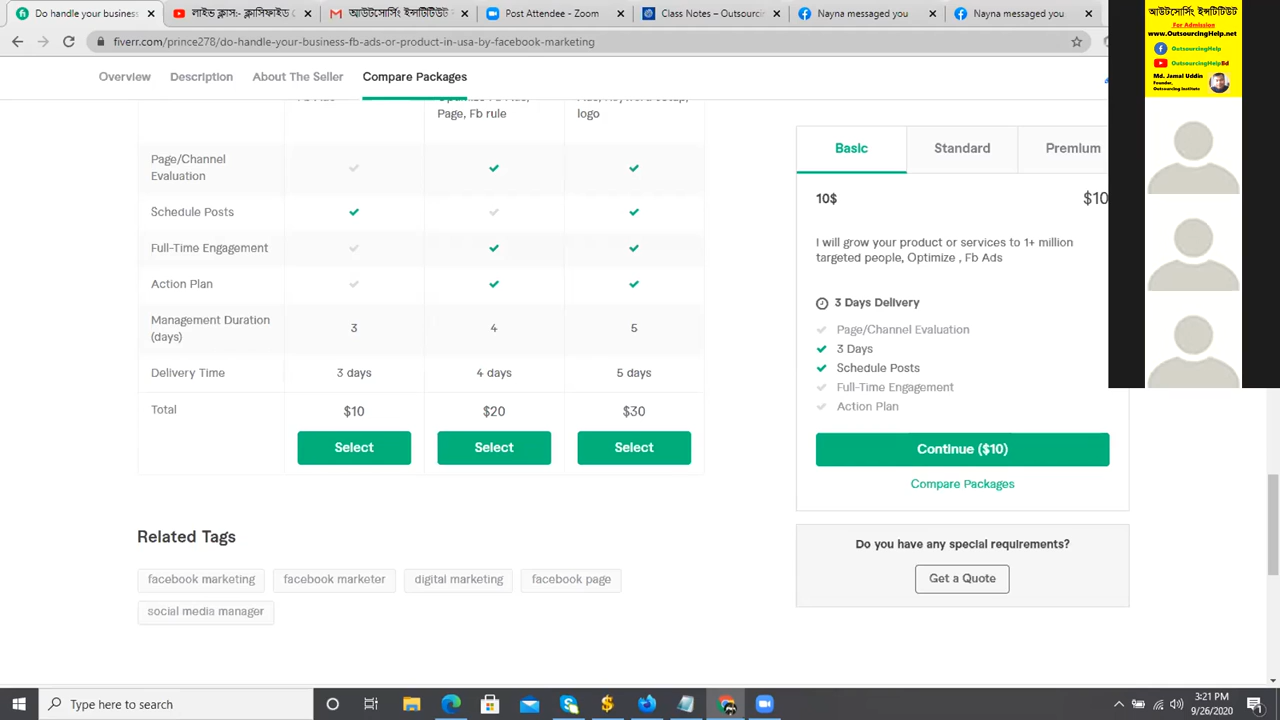 Do handle your business
লাইভ ক্লাস- ক্লাসিফাইড
আউটসোর্সিং ইন্সটিটিউট
Post Attendee - Zoom
Class Notes – Outsour
Nayna messaged you
Nayna messaged you
fiverr.com/prince278/do-handle-your-business-fb-ads-or-product-in-usa-by-facebook-marketing
আউটসোর্সিং ইন্সটিটিউট
For Admission
www.OutsourcingHelp.net
OutsourcingHelp
OutsourcingHelpBd
Md. Jamal Uddin
Founder,
Outsourcing Institute
Overview
Description
About The Seller
Compare Packages
Page, Fb rule
logo
Page/Channel
Evaluation
Schedule Posts
Full-Time Engagement
Action Plan
Management Duration
(days)
3
4
5
Delivery Time
3 days
4 days
5 days
Total
$10
$20
$30
Select
Select
Select
Basic
Standard
Premium
10$
$10
I will grow your product or services to 1+ million
targeted people, Optimize , Fb Ads
3 Days Delivery
Page/Channel Evaluation
3 Days
Schedule Posts
Full-Time Engagement
Action Plan
Continue ($10)
Compare Packages
Do you have any special requirements?
Get a Quote
Related Tags
facebook marketing
facebook marketer
digital marketing
facebook page
social media manager
Type here to search
3:21 PM
9/26/2020